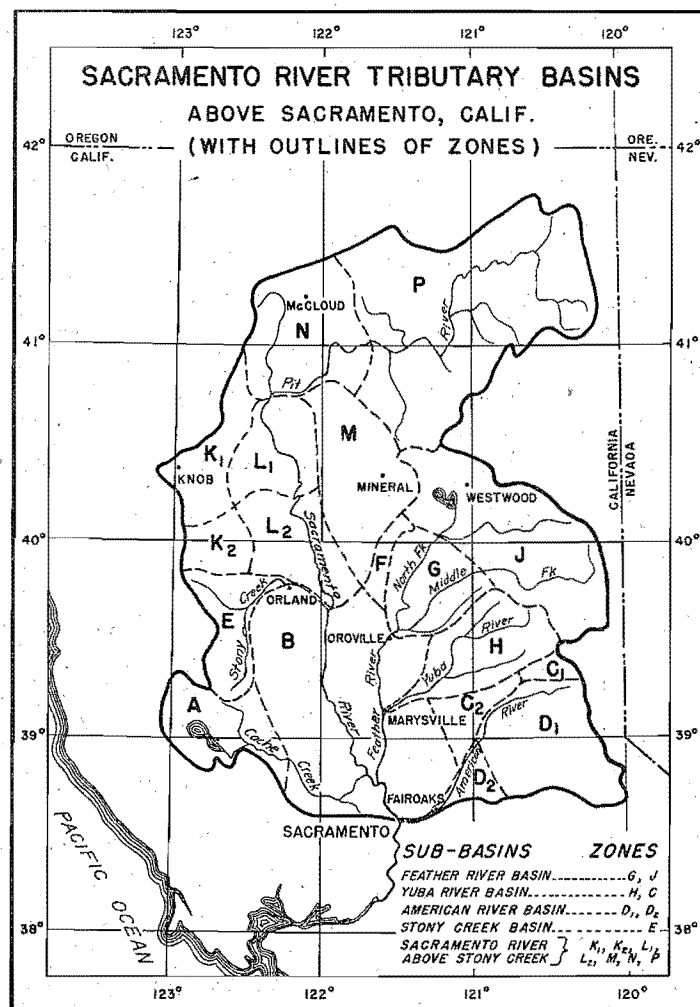 123° 122° 121° 120°
SACRAMENTO RIVER TRIBUTARY BASINS
ABOVE SACRAMENTO, CALIF.
(WITH OUTLINES OF ZONES)
42° OREGON ORE. 42°
CALIF. NEV.
P
McCLOUD
N
River
41° 41°
Pit
M
K₁ L₁
KNOB MINERAL
WESTWOOD
CALIFORNIA
NEVADA
L₂
Sacramento
40° K₂ F North Fk J 40°
G
Middle Fk
Creek
ORLAND
E B OROVILLE River
H
Stony River Yuba
C₁
A C₂
MARYSVILLE River
39° River Feather D₁ 39°
Cache American
Creek D₂
FAIROAKS
SACRAMENTO
PACIFIC OCEAN
SUB-BASINS ZONES
FEATHER RIVER BASIN G, J
YUBA RIVER BASIN H, C
AMERICAN RIVER BASIN D₁, D₂
STONY CREEK BASIN E
38° SACRAMENTO RIVER } K₁, K₂, L₁, 38°
ABOVE STONY CREEK } L₂, M, N, P
123° 122° 121° 120°